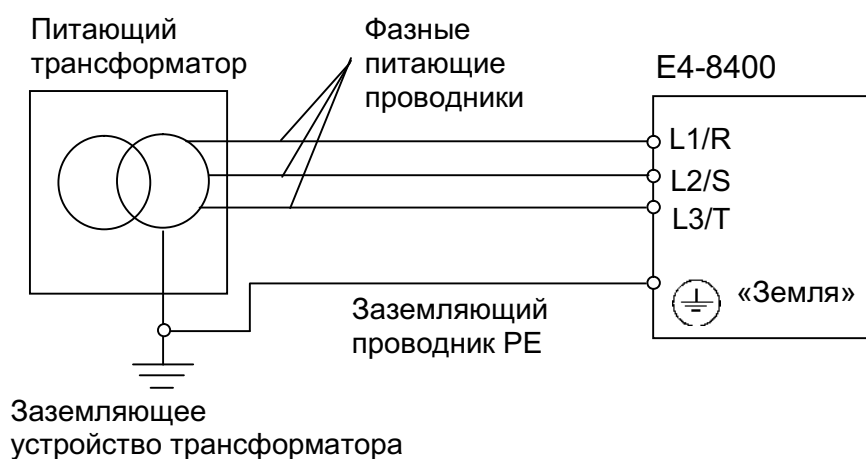 Питающий
трансформатор
Фазные
питающие
проводники
E4-8400
L1/R
L2/S
L3/T
«Земля»
Заземляющий
проводник PE
Заземляющее
устройство трансформатора